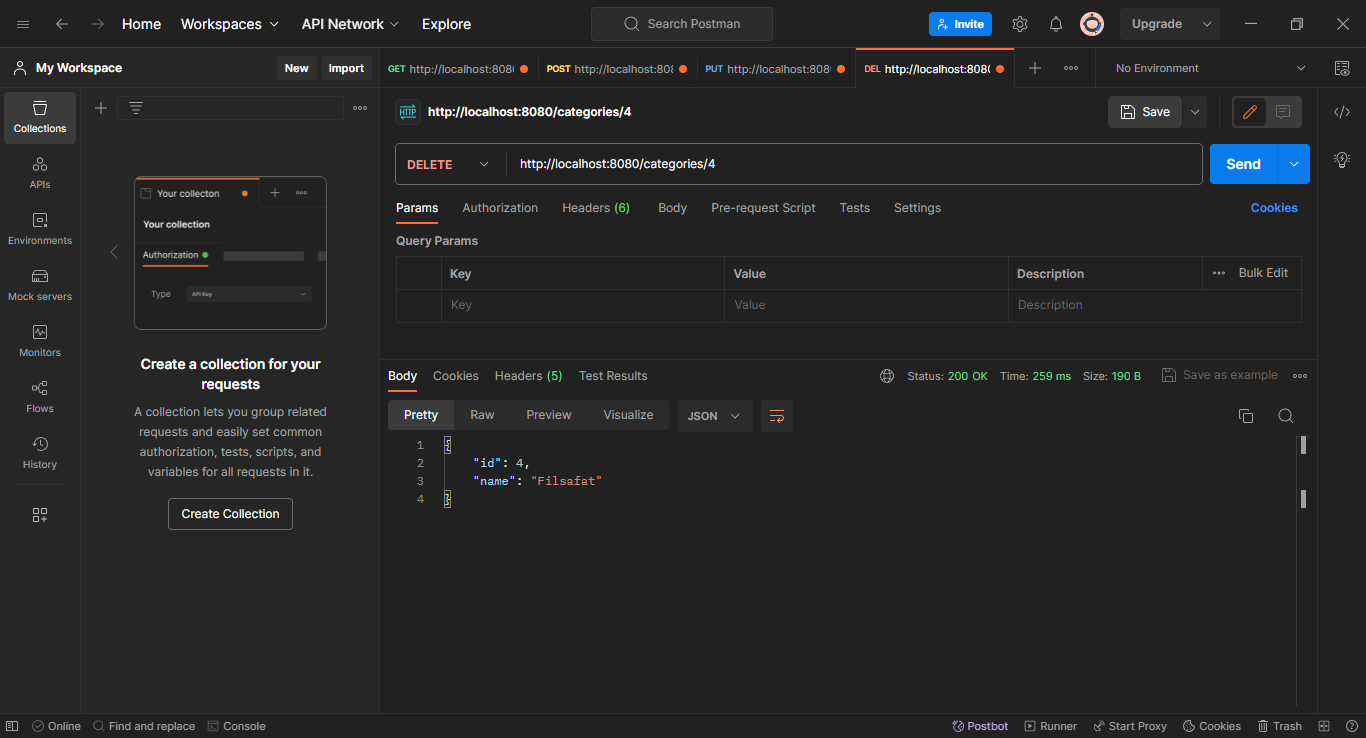 Home Workspaces API Network Explore Search Postman Invite Upgrade
My Workspace New Import GET http://localhost:8080 POST http://localhost:808 PUT http://localhost:8080 DEL http://localhost:8080 No Environment
Collections
APIs
Environments
Mock servers
Monitors
Flows
History
Your collecton
Your collection
Authorization
Type API Key
Create a collection for your
requests
A collection lets you group related
requests and easily set common
authorization, tests, scripts, and
variables for all requests in it.
Create Collection
HTTP http://localhost:8080/categories/4 Save
DELETE http://localhost:8080/categories/4 Send
Params Authorization Headers (6) Body Pre-request Script Tests Settings Cookies
Query Params
Key Value Description Bulk Edit
Key Value Description
Body Cookies Headers (5) Test Results Status: 200 OK Time: 259 ms Size: 190 B Save as example
Pretty Raw Preview Visualize JSON
1 {
2 "id": 4,
3 "name": "Filsafat"
4 }
Online Find and replace Console Postbot Runner Start Proxy Cookies Trash